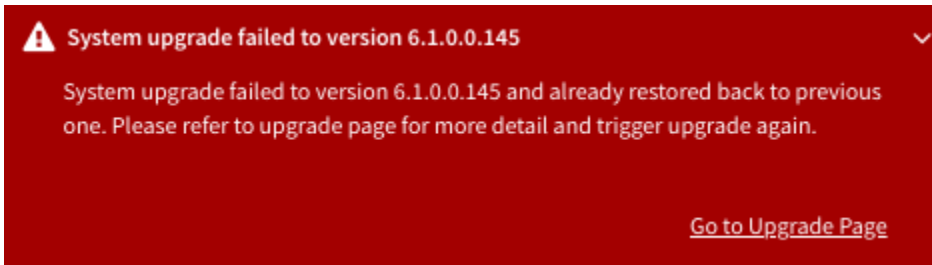 System upgrade failed to version 6.1.0.0.145
System upgrade failed to version 6.1.0.0.145 and already restored back to previous
one. Please refer to upgrade page for more detail and trigger upgrade again.
Go to Upgrade Page